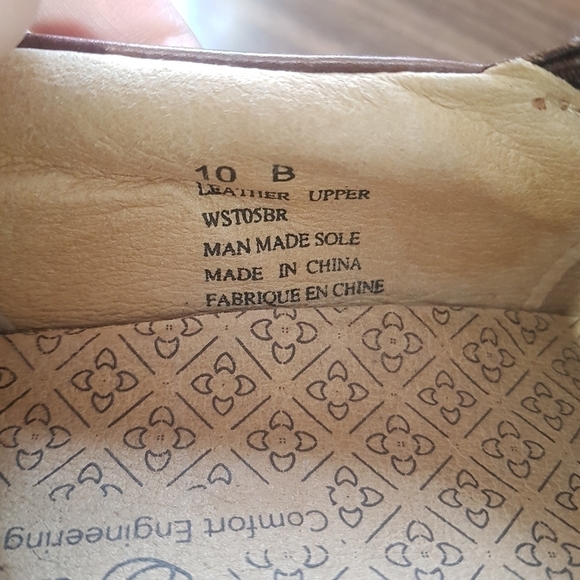 10 B
LEATHER UPPER
WST05BR
MAN MADE SOLE
MADE IN CHINA
FABRIQUE EN CHINE
Comfort Engineering